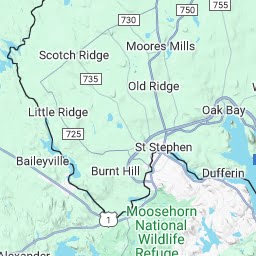 750
730
755
Scotch Ridge
Moores Mills
735
Old Ridge
Little Ridge
Oak Bay
725
St Stephen
Baileyville
Burnt Hill
Dufferin
1
Moosehorn
National
Wildlife
Refuge
Alexander